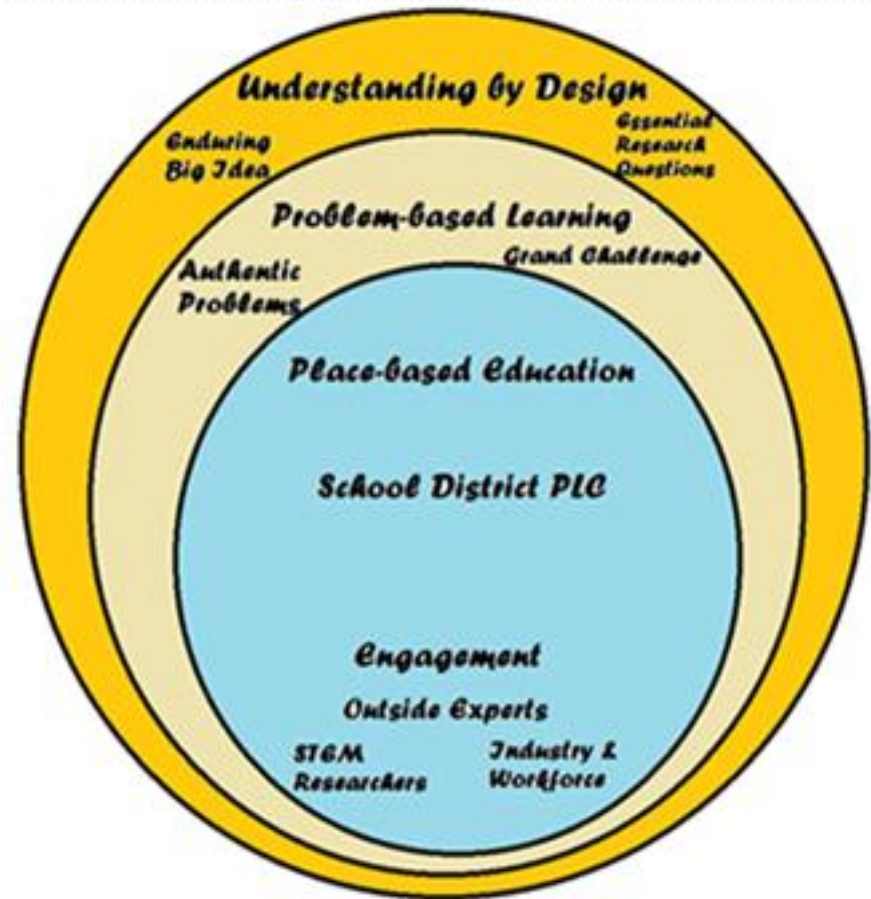 Understanding by Design
Enduring
Big Idea
Essential
Research
Questions
Problem-based Learning
Authentic
Problems
Grand Challenge
Place-based Education
School District PLC
Engagement
Outside Experts
STEM
Researchers
Industry &
Workforce